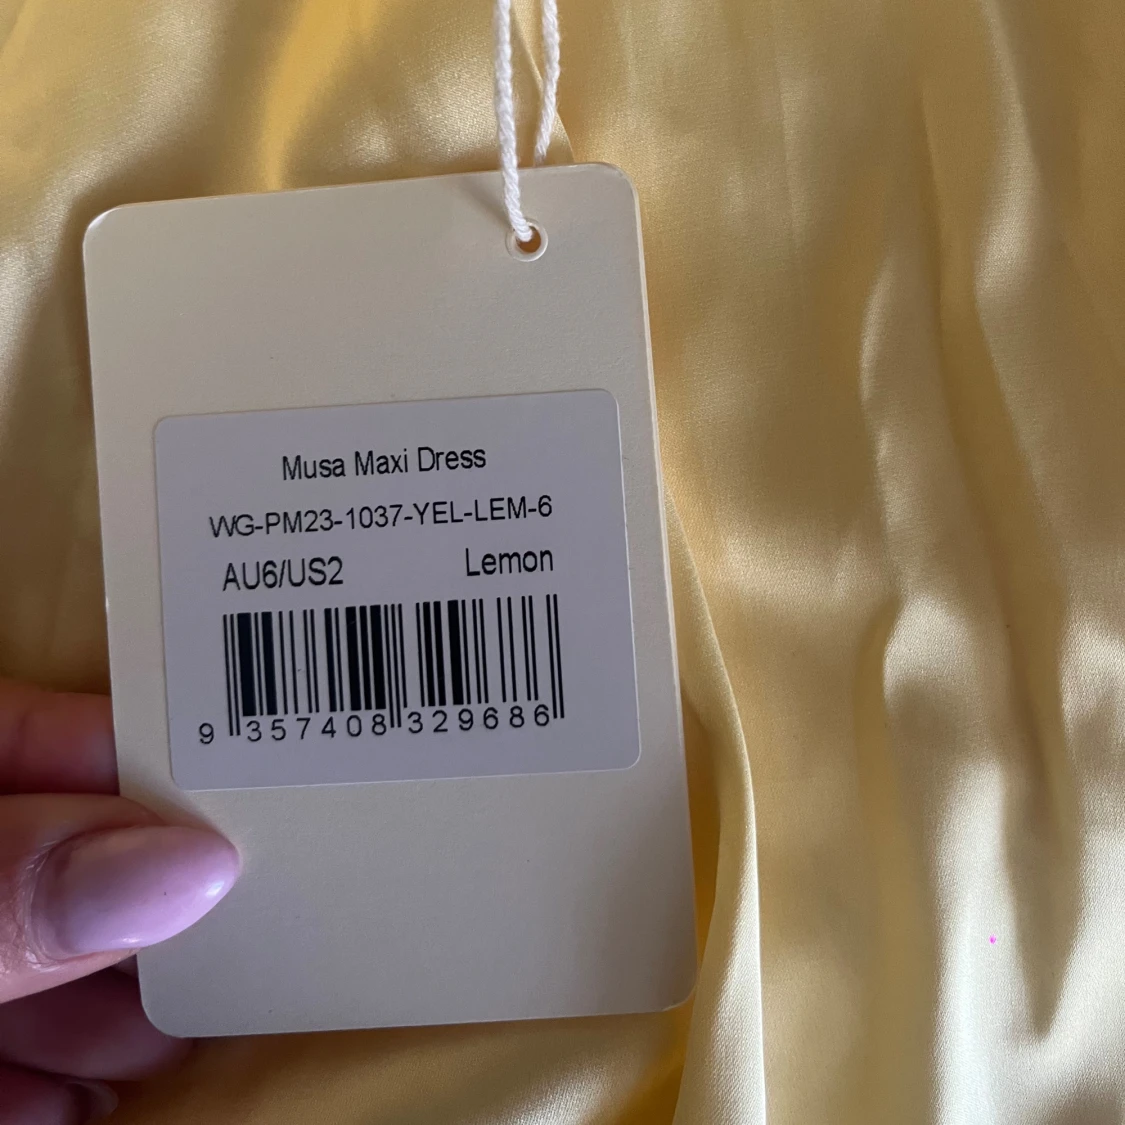 Musa Maxi Dress
WG-PM23-1037-YEL-LEM-6
AU6/US2 Lemon
9 357408 329686